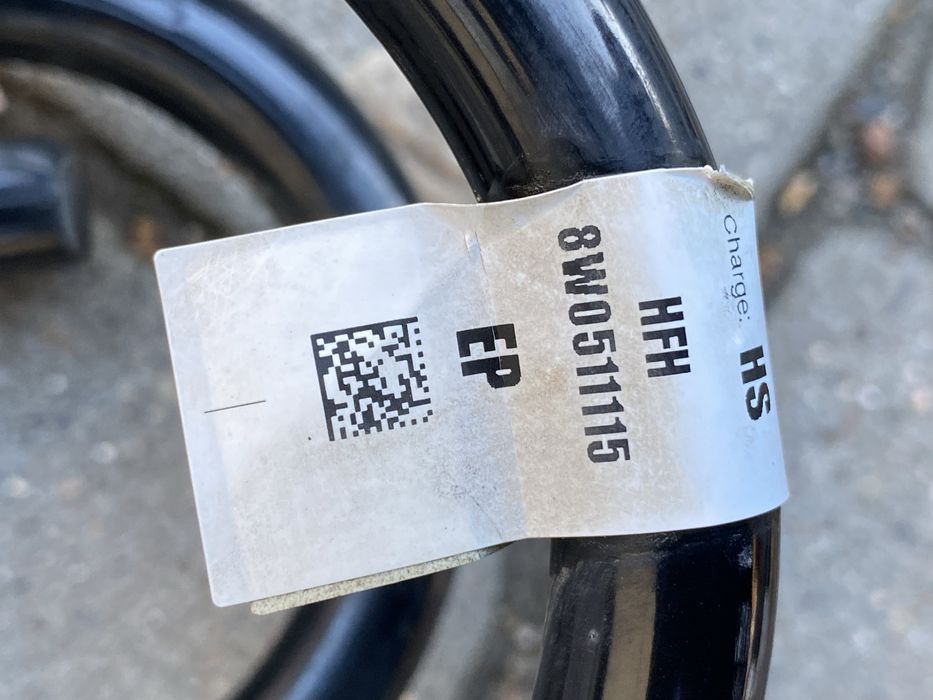 Charge: HS
HFH
8W0511115
EP